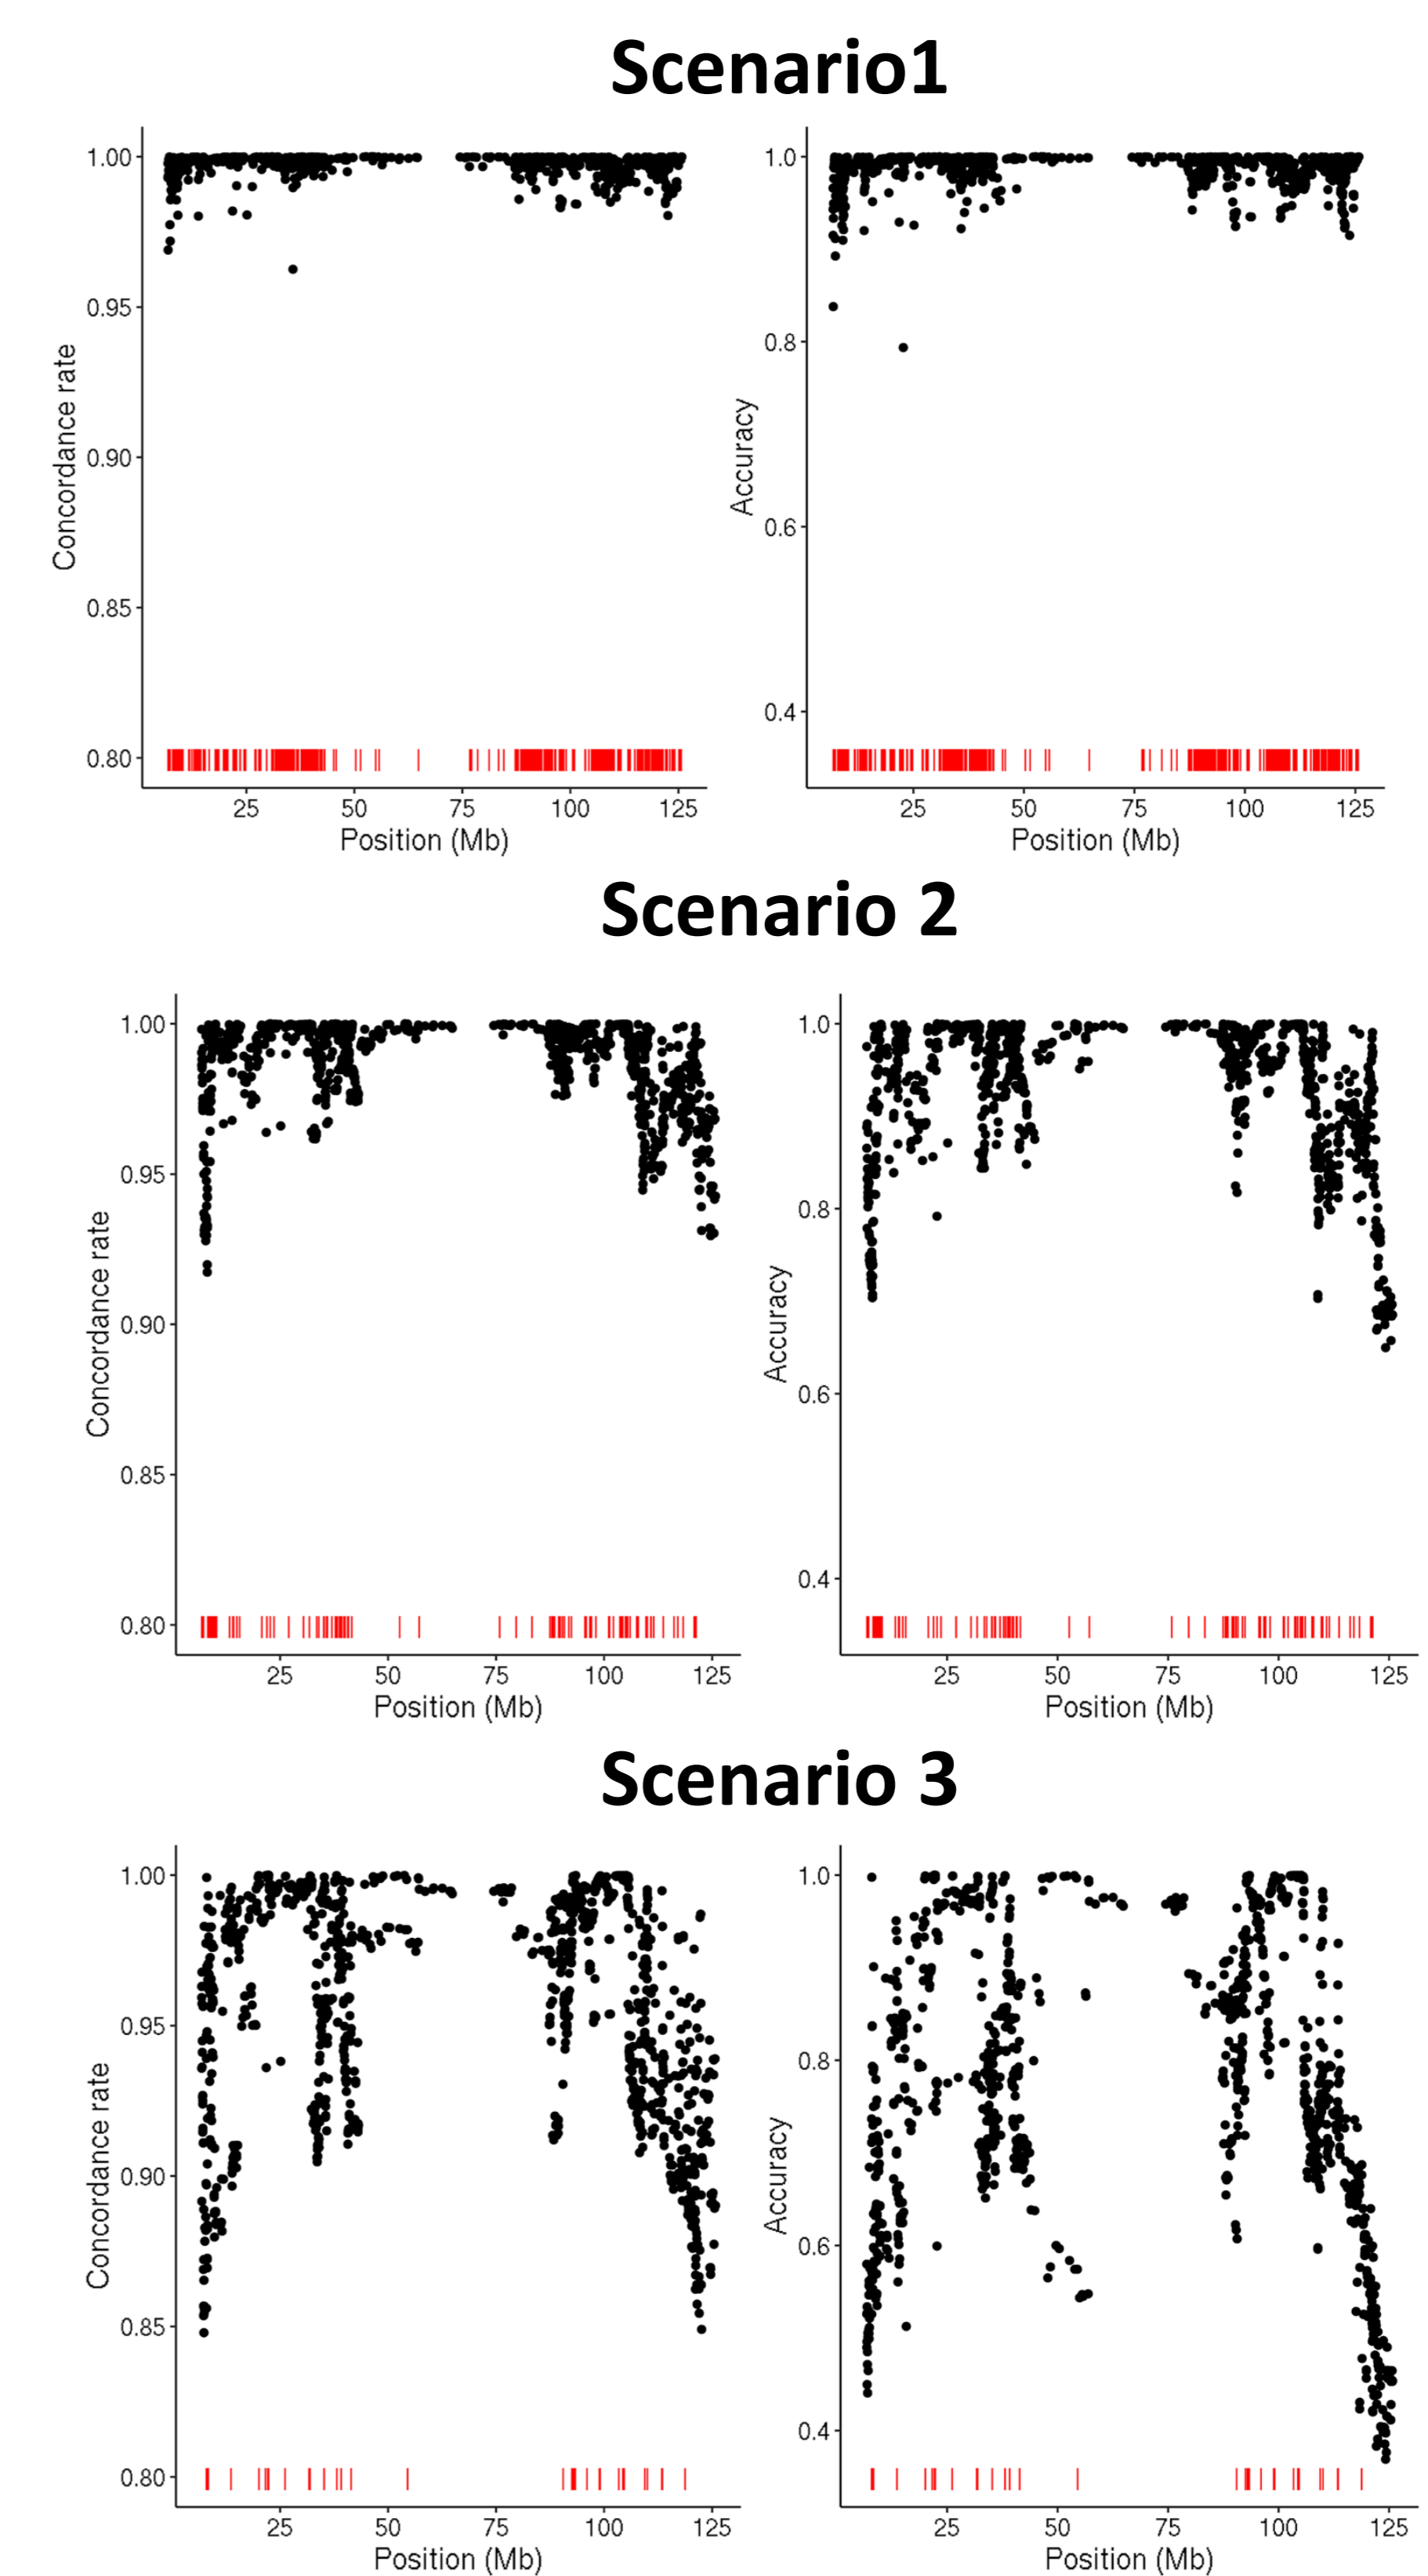 Scenario1
1.00
0.95
0.90
0.85
0.80
Concordance rate
25 50 75 100 125
Position (Mb)
1.0
0.8
0.6
0.4
Accuracy
25 50 75 100 125
Position (Mb)
Scenario 2
1.00
0.95
0.90
0.85
0.80
Concordance rate
25 50 75 100 125
Position (Mb)
1.0
0.8
0.6
0.4
Accuracy
25 50 75 100 125
Position (Mb)
Scenario 3
1.00
0.95
0.90
0.85
0.80
Concordance rate
25 50 75 100 125
Position (Mb)
1.0
0.8
0.6
0.4
Accuracy
25 50 75 100 125
Position (Mb)